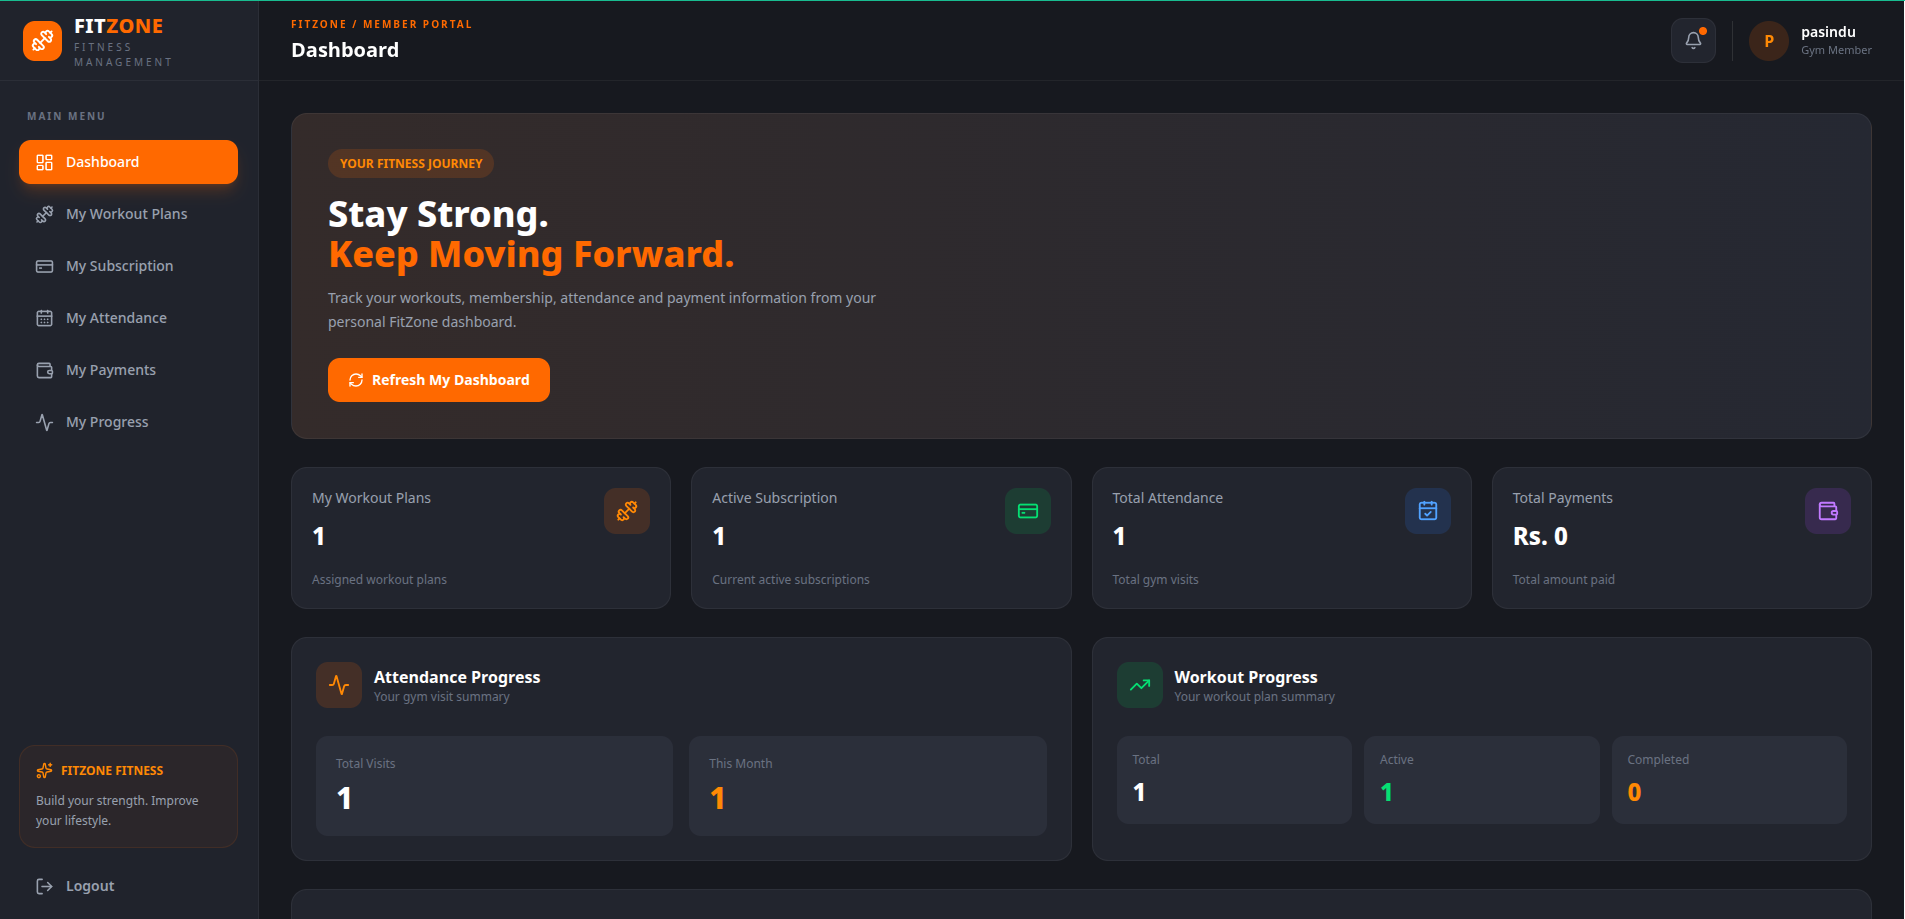 FITZONE
FITNESS
MANAGEMENT
MAIN MENU
Dashboard
My Workout Plans
My Subscription
My Attendance
My Payments
My Progress
FITZONE FITNESS
Build your strength. Improve
your lifestyle.
Logout
FITZONE / MEMBER PORTAL
Dashboard
P
pasindu
Gym Member
YOUR FITNESS JOURNEY
Stay Strong.
Keep Moving Forward.
Track your workouts, membership, attendance and payment information from your
personal FitZone dashboard.
Refresh My Dashboard
My Workout Plans
1
Assigned workout plans
Active Subscription
1
Current active subscriptions
Total Attendance
1
Total gym visits
Total Payments
Rs. 0
Total amount paid
Attendance Progress
Your gym visit summary
Total Visits
1
This Month
1
Workout Progress
Your workout plan summary
Total
1
Active
1
Completed
0